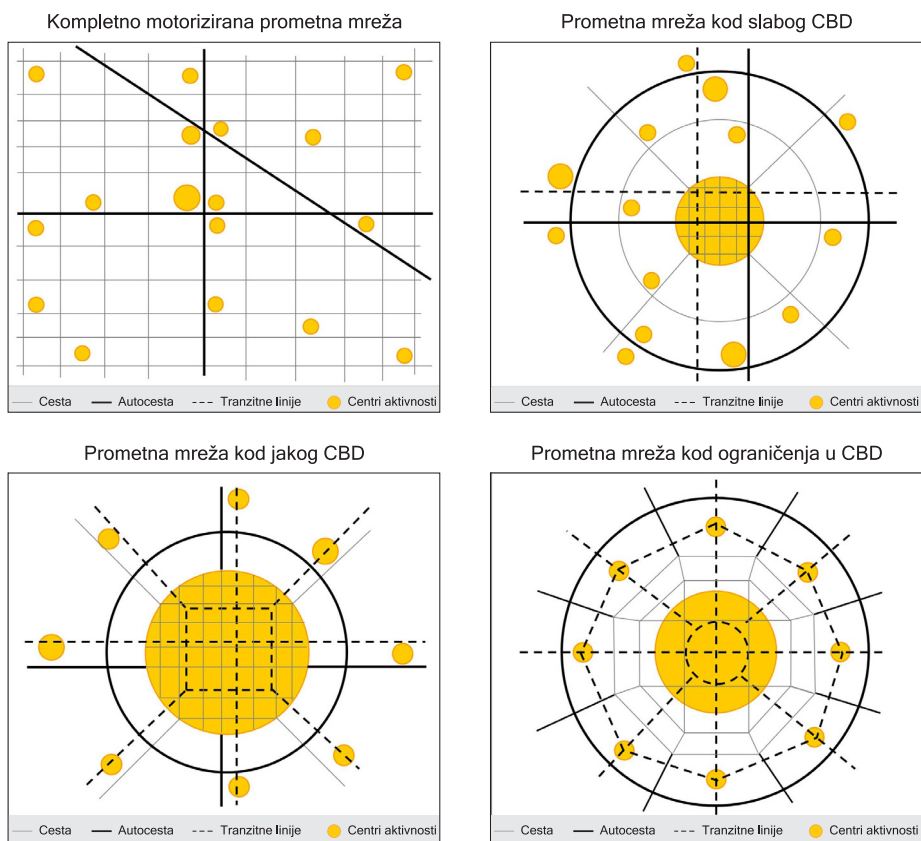 Kompletno motorizirana prometna mreža
Prometna mreža kod slabog CBD
Cesta Autocesta Tranzitne linije Centri aktivnosti
Cesta Autocesta Tranzitne linije Centri aktivnosti
Prometna mreža kod jakog CBD
Prometna mreža kod ograničenja u CBD
Cesta Autocesta Tranzitne linije Centri aktivnosti
Cesta Autocesta Tranzitne linije Centri aktivnosti